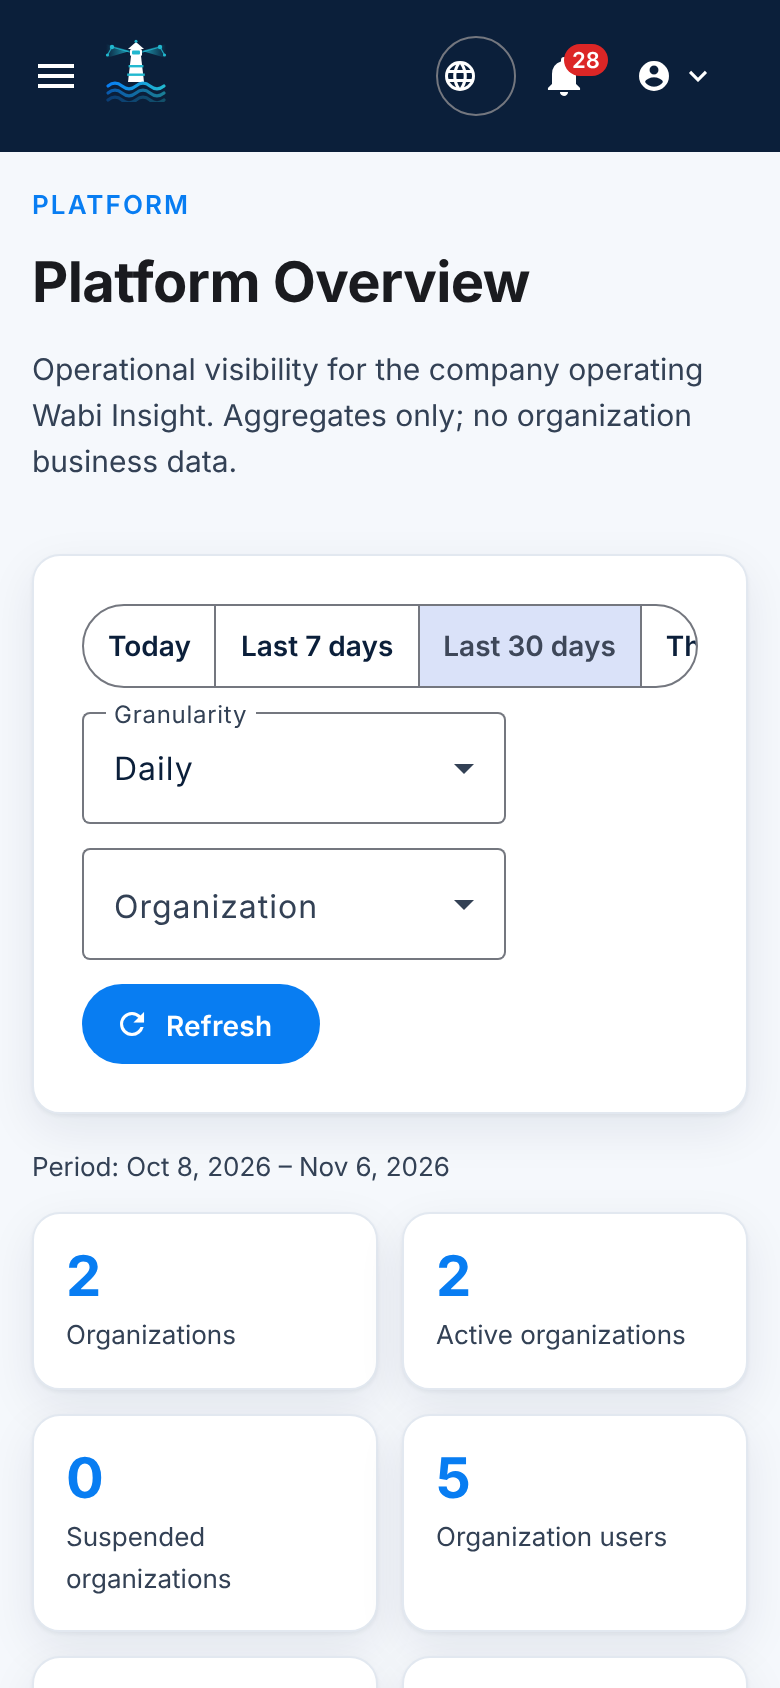 28
PLATFORM
Platform Overview
Operational visibility for the company operating
Wabi Insight. Aggregates only; no organization
business data.
Today
Last 7 days
Last 30 days
Granularity
Daily
Organization
Refresh
Period: Oct 8, 2026 – Nov 6, 2026
2
Organizations
2
Active organizations
0
Suspended
organizations
5
Organization users